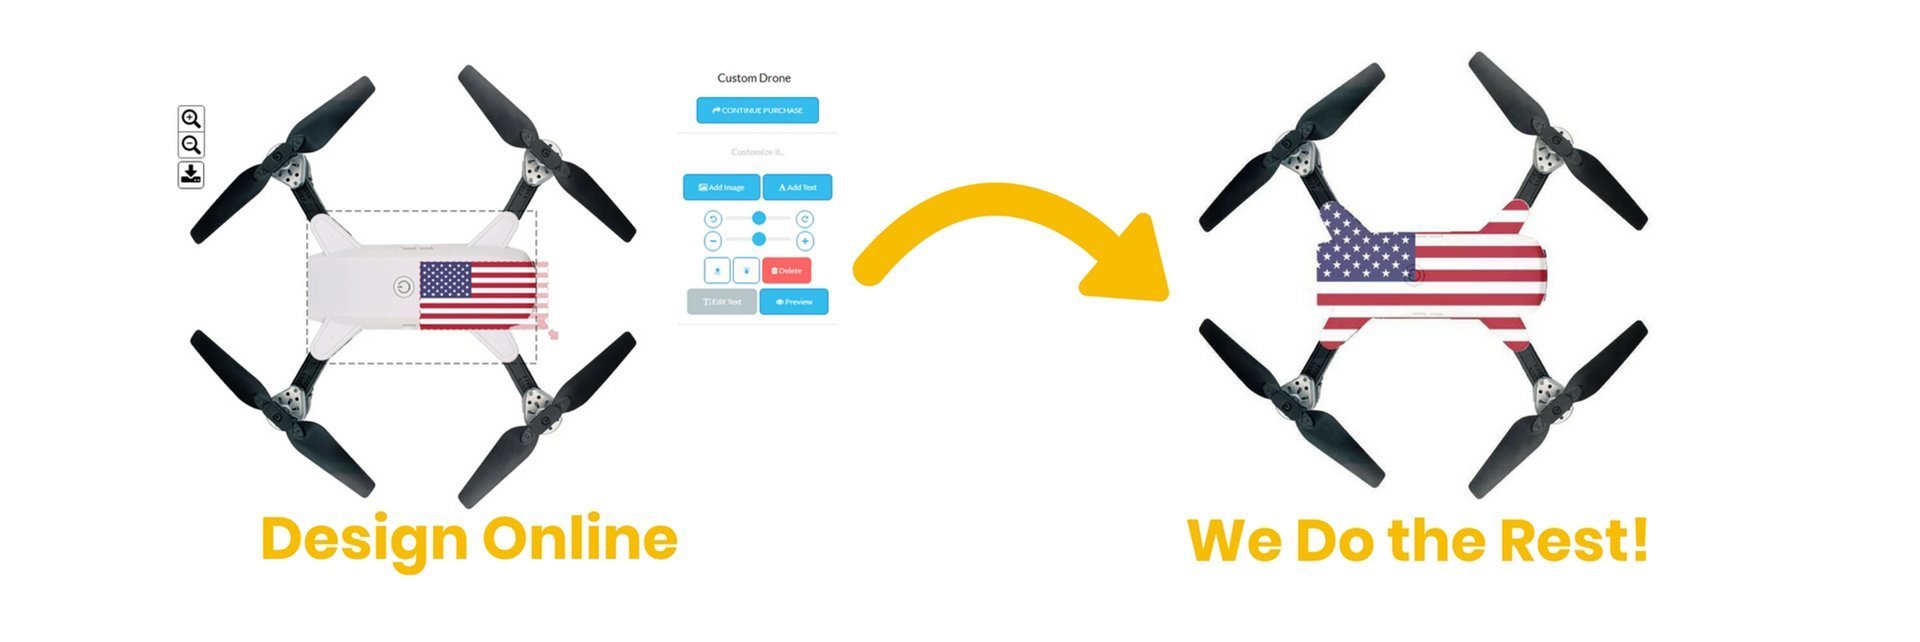 Custom Drone
CONTINUE PURCHASE
Customize it..
Add Image
Add Text
Delete
Edit Text
Preview
Design Online
We Do the Rest!